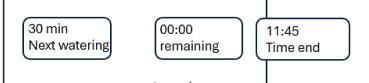 30 min
Next watering
00:00
remaining
11:45
Time end